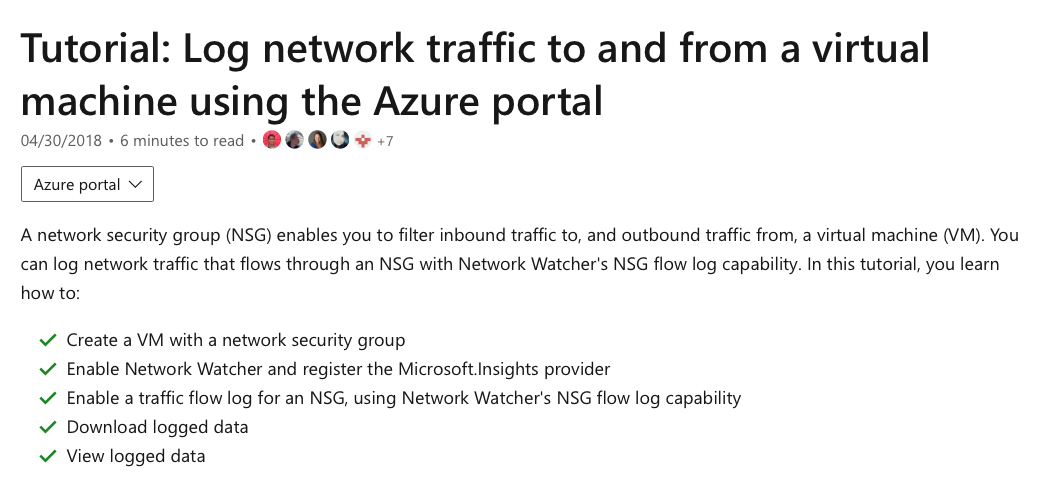 Tutorial: Log network traffic to and from a virtual
machine using the Azure portal
04/30/2018 • 6 minutes to read • +7
Azure portal
A network security group (NSG) enables you to filter inbound traffic to, and outbound traffic from, a virtual machine (VM). You
can log network traffic that flows through an NSG with Network Watcher's NSG flow log capability. In this tutorial, you learn
how to:
Create a VM with a network security group
Enable Network Watcher and register the Microsoft.Insights provider
Enable a traffic flow log for an NSG, using Network Watcher's NSG flow log capability
Download logged data
View logged data